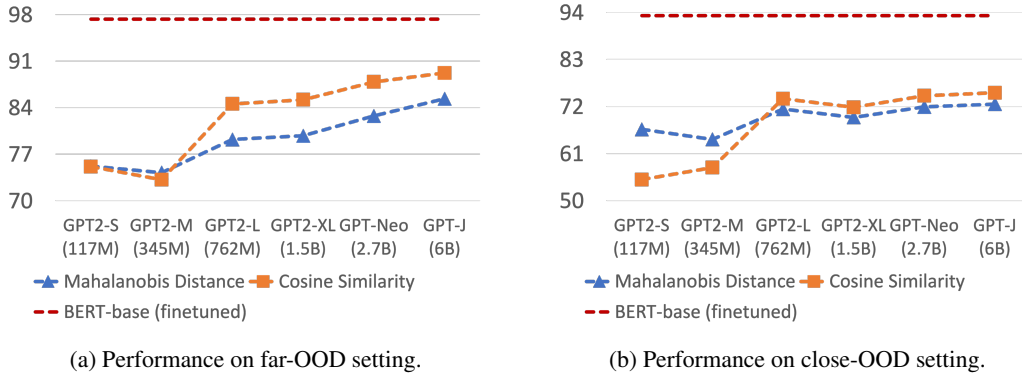 98
91
84
77
70
GPT2-S GPT2-M GPT2-L GPT2-XL GPT-Neo GPT-J
(117M) (345M) (762M) (1.5B) (2.7B) (6B)
Mahalanobis Distance Cosine Similarity
BERT-base (finetuned)
(a) Performance on far-OOD setting.
94
83
72
61
50
GPT2-S GPT2-M GPT2-L GPT2-XL GPT-Neo GPT-J
(117M) (345M) (762M) (1.5B) (2.7B) (6B)
Mahalanobis Distance Cosine Similarity
BERT-base (finetuned)
(b) Performance on close-OOD setting.